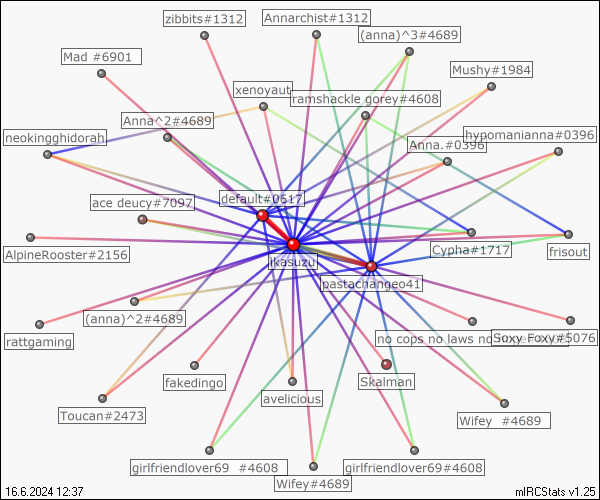 zibbits#1312
Annarchist#1312
(anna)^3#4689
Mad #6901
Mushy#1984
xenoyaut
ramshackle gorey#4608
Anna^2#4689
neokingghidorah
hypomanianna#0396
Anna.#0396
default#0617
ace deucy#7097
AlpineRooster#2156
Cypha#1717
frisout
ikasuzu
pastachangeo41
(anna)^2#4689
rattgaming
no cops no laws no
Soxy Foxy#5076
fakedingo
Skalman
avelicious
Toucan#2473
Wifey #4689
girlfriendlover69 #4608
girlfriendlover69#4608
Wifey#4689
16.6.2024 12:37
mIRCStats v1.25